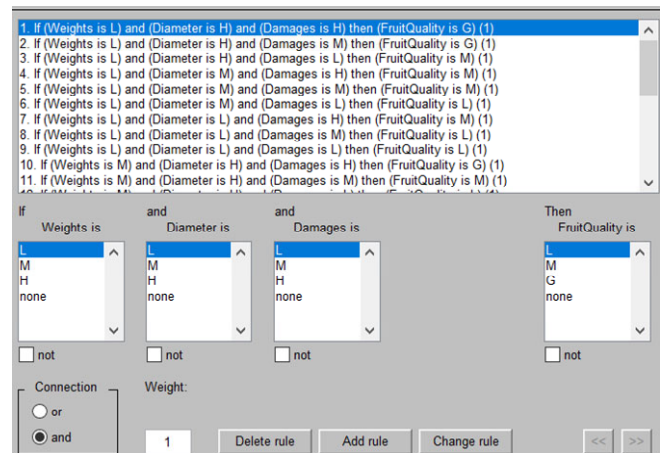 1. If (Weights is L) and (Diameter is H) and (Damages is H) then (FruitQuality is G) (1)
2. If (Weights is L) and (Diameter is H) and (Damages is M) then (FruitQuality is G) (1)
3. If (Weights is L) and (Diameter is H) and (Damages is L) then (FruitQuality is M) (1)
4. If (Weights is L) and (Diameter is M) and (Damages is H) then (FruitQuality is M) (1)
5. If (Weights is L) and (Diameter is M) and (Damages is M) then (FruitQuality is M) (1)
6. If (Weights is L) and (Diameter is M) and (Damages is L) then (FruitQuality is L) (1)
7. If (Weights is L) and (Diameter is L) and (Damages is H) then (FruitQuality is M) (1)
8. If (Weights is L) and (Diameter is L) and (Damages is M) then (FruitQuality is L) (1)
9. If (Weights is L) and (Diameter is L) and (Damages is L) then (FruitQuality is L) (1)
10. If (Weights is M) and (Diameter is H) and (Damages is H) then (FruitQuality is G) (1)
11. If (Weights is M) and (Diameter is H) and (Damages is M) then (FruitQuality is M) (1)
If and and Then
Weights is Diameter is Damages is FruitQuality is
L L L L
M M M M
H H H G
none none none none
not not not not
Connection Weight:
or
and 1 Delete rule Add rule Change rule << >>